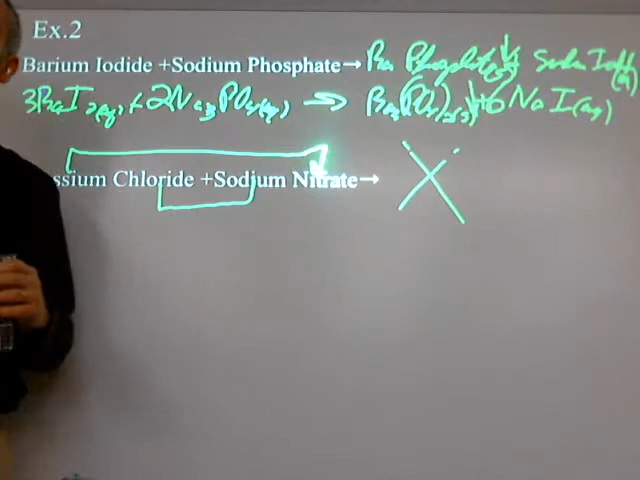 Ex.2
Barium Iodide +Sodium Phosphate→ Ba Phosphate(s)↓ + Sodium Iodide(aq)
3BaI2(aq) + 2Na3PO4(aq) → Ba3(PO4)2(s)↓ + 6NaI(aq)
ssium Chloride +Sodium Nitrate→ X